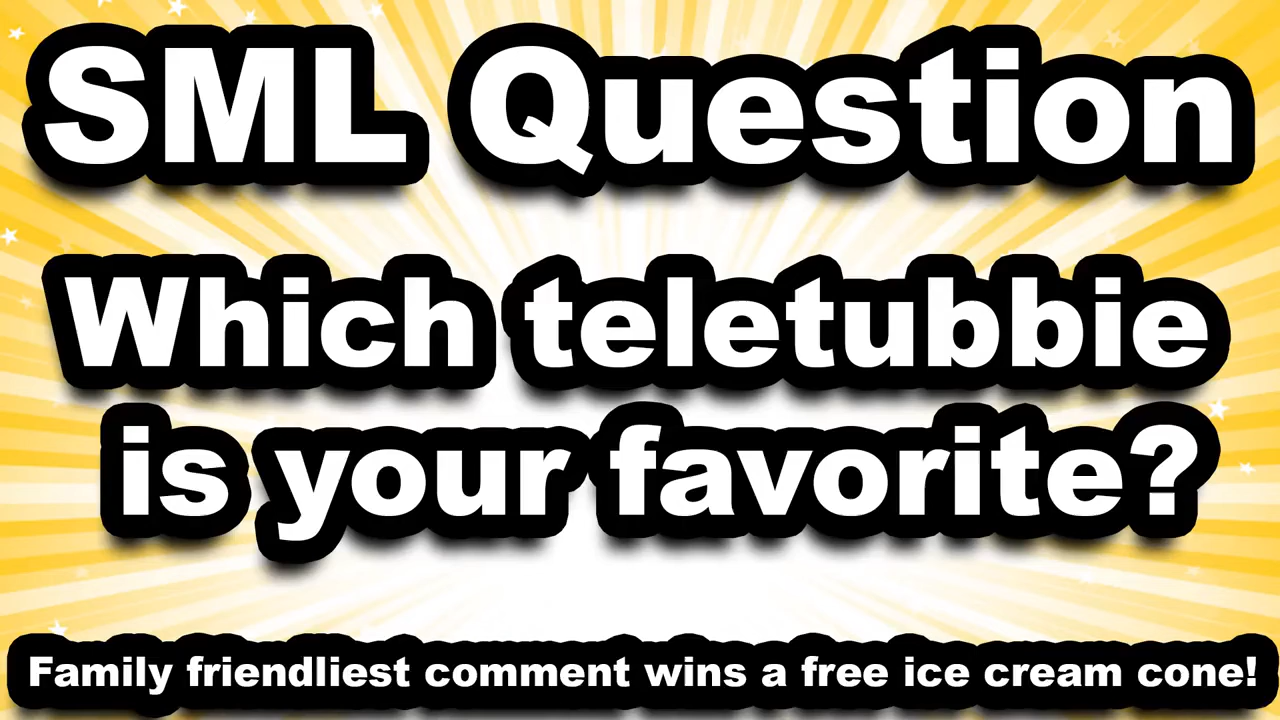 SML Question
Which teletubbie
is your favorite?
Family friendliest comment wins a free ice cream cone!